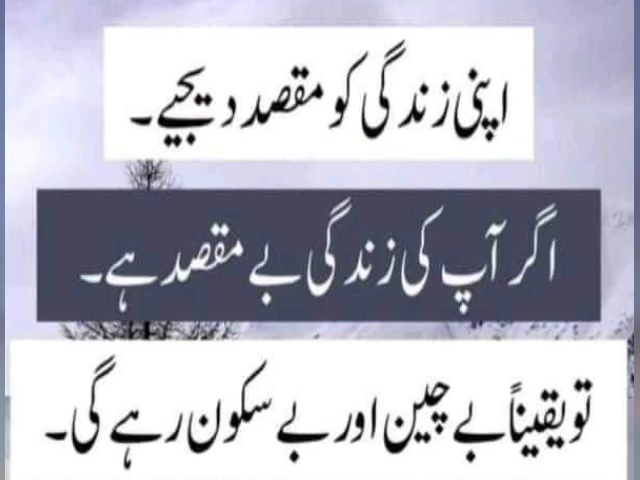 اپنی زندگی کو مقصد دیجیے۔
اگر آپ کی زندگی بے مقصد ہے۔
تو یقیناً بے چین اور بے سکون رہے گی۔